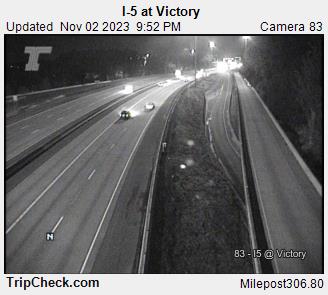 I-5 at Victory
Updated Nov 02 2023 9:52 PM Camera 83
T
N
83 - I5 @ Victory
TripCheck.com Milepost306.80